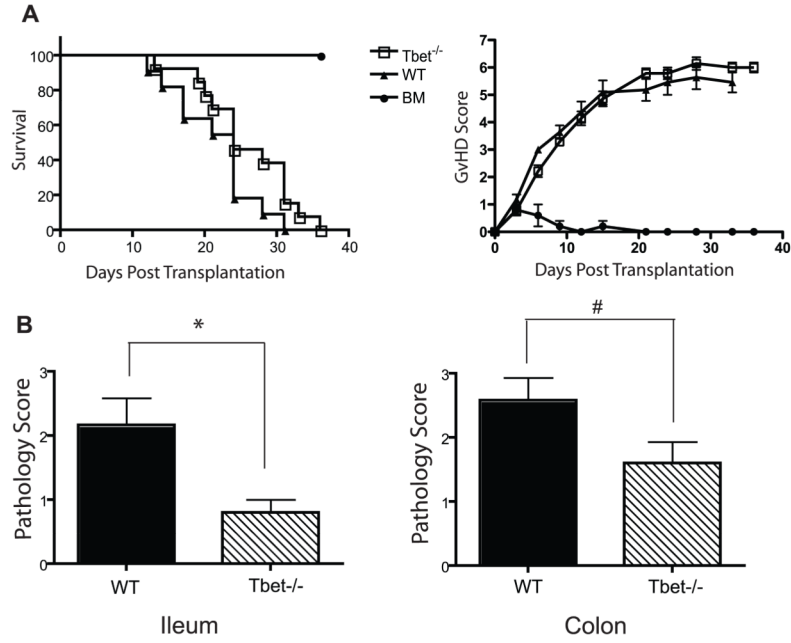 A
Survival
100
80
60
40
20
0
0 10 20 30 40
Days Post Transplantation
Tbet-/-
WT
BM
GvHD Score
7
6
5
4
3
2
1
0
0 10 20 30 40
Days Post Transplantation
B
*
Pathology Score
3
2
1
0
WT Tbet-/-
Ileum
#
Pathology Score
3
2
1
0
WT Tbet-/-
Colon